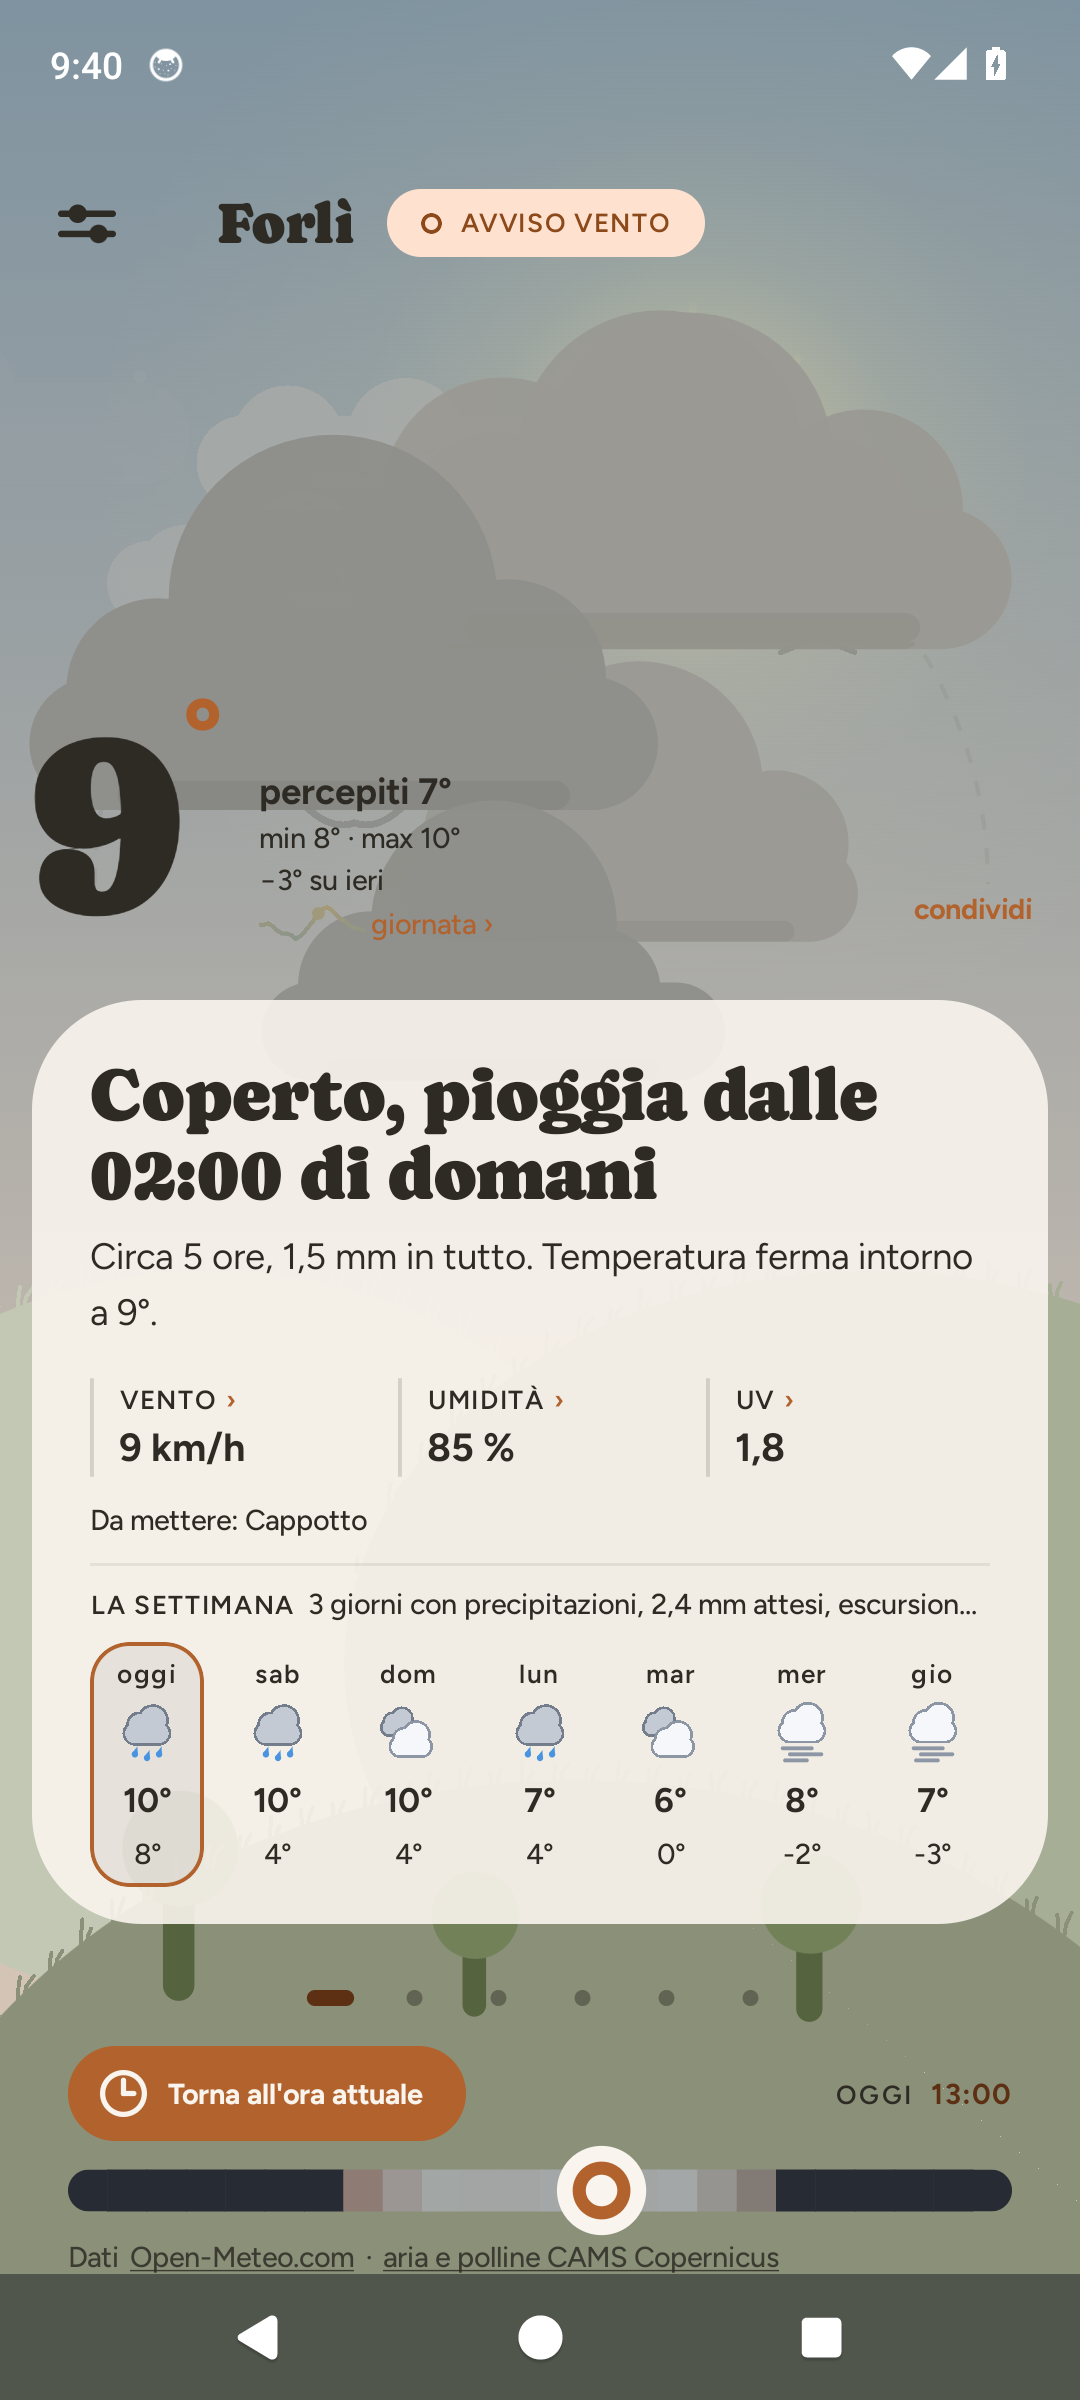 9:40
Forlì
AVVISO VENTO
9°
percepiti 7°
min 8° · max 10°
−3° su ieri
giornata ›
condividi
Coperto, pioggia dalle
02:00 di domani
Circa 5 ore, 1,5 mm in tutto. Temperatura ferma intorno
a 9°.
VENTO › UMIDITÀ › UV ›
9 km/h 85 % 1,8
Da mettere: Cappotto
LA SETTIMANA 3 giorni con precipitazioni, 2,4 mm attesi, escursion...
oggi sab dom lun mar mer gio
10° 10° 10° 7° 6° 8° 7°
8° 4° 4° 4° 0° -2° -3°
Torna all'ora attuale
OGGI 13:00
Dati Open-Meteo.com · aria e polline CAMS Copernicus